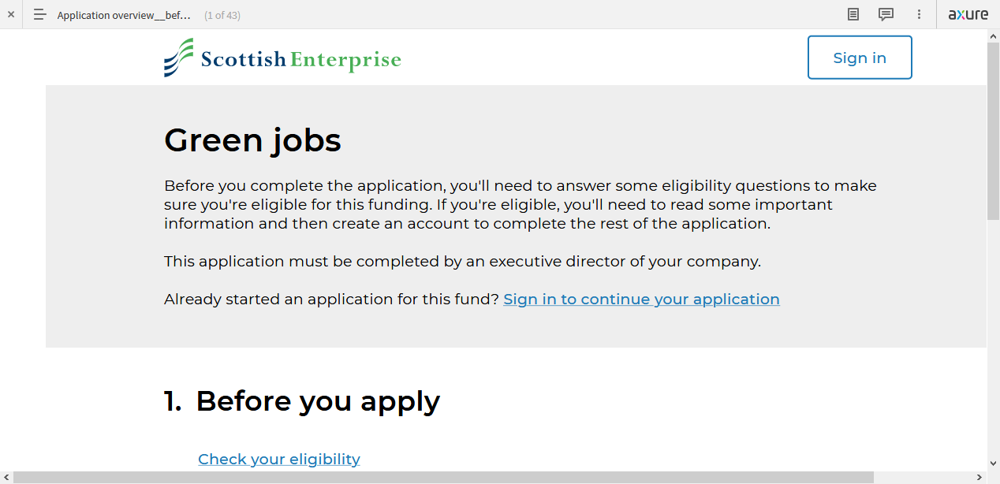 Application overview__bef... (1 of 43)
axure
Scottish Enterprise
Sign in
Green jobs
Before you complete the application, you'll need to answer some eligibility questions to make
sure you're eligible for this funding. If you're eligible, you'll need to read some important
information and then create an account to complete the rest of the application.
This application must be completed by an executive director of your company.
Already started an application for this fund? Sign in to continue your application
1. Before you apply
Check your eligibility